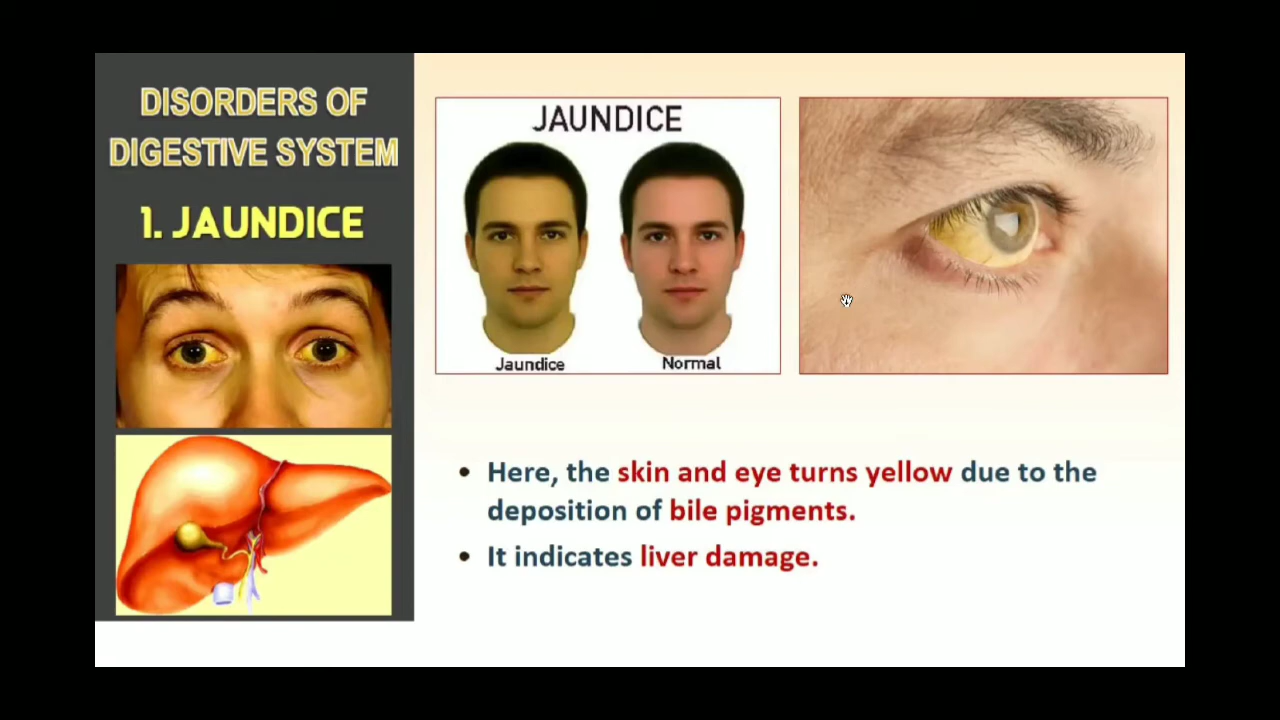 DISORDERS OF
DIGESTIVE SYSTEM
1. JAUNDICE
JAUNDICE
Jaundice
Normal
• Here, the skin and eye turns yellow due to the
deposition of bile pigments.
• It indicates liver damage.